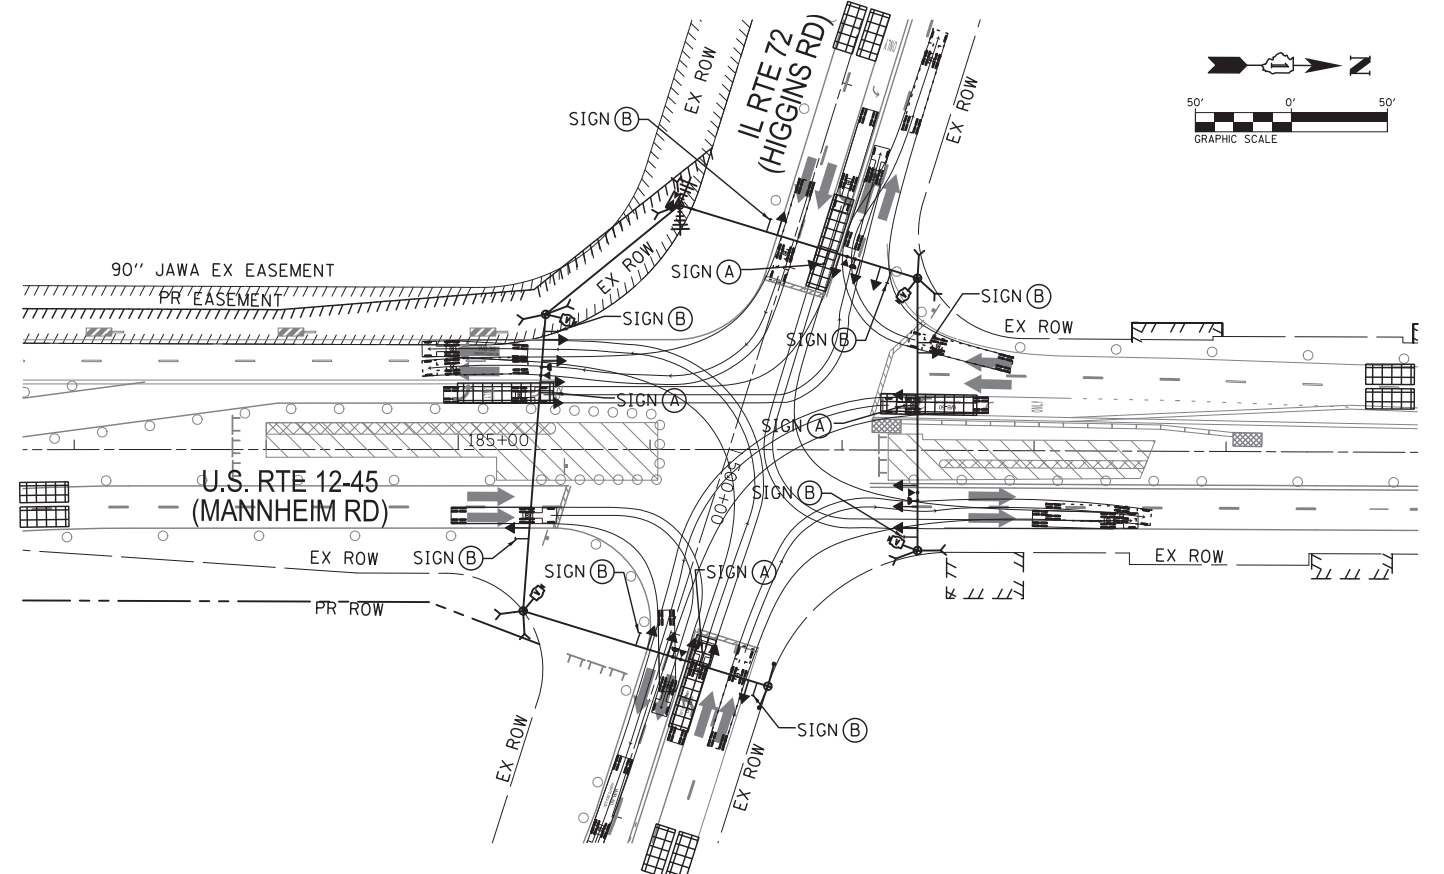 IL RTE 72
(HIGGINS RD)
EX ROW
EX ROW
N
50' 0' 50'
GRAPHIC SCALE
SIGN B
SIGN A
EX ROW
90" JAWA EX EASEMENT
PR EASEMENT
SIGN B
SIGN B
SIGN B
EX ROW
SIGN A
SIGN A
185+00
U.S. RTE 12-45
(MANNHEIM RD)
SIGN B
EX ROW
SIGN B
SIGN B
SIGN A
EX ROW
PR ROW
EX ROW
EX ROW
SIGN B